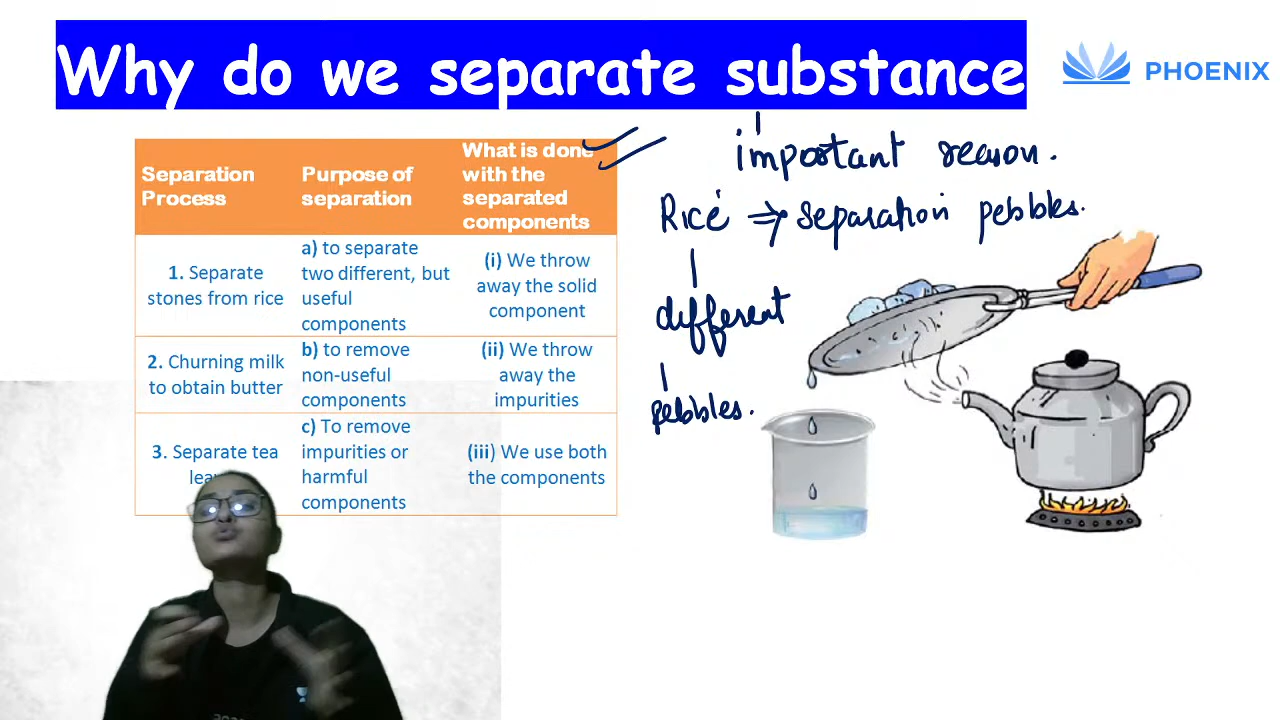 Why do we separate substance
PHOENIX
important reason.
Rice ⇒ separation pebbles.
different
pebbles.
Separation
Process
Purpose of
separation
What is done
with the
separated
components
1. Separate
stones from rice
a) to separate
two different, but
useful
components
(i) We throw
away the solid
component
2. Churning milk
to obtain butter
b) to remove
non-useful
components
(ii) We throw
away the
impurities
3. Separate tea
c) To remove
impurities or
harmful
components
(iii) We use both
the components